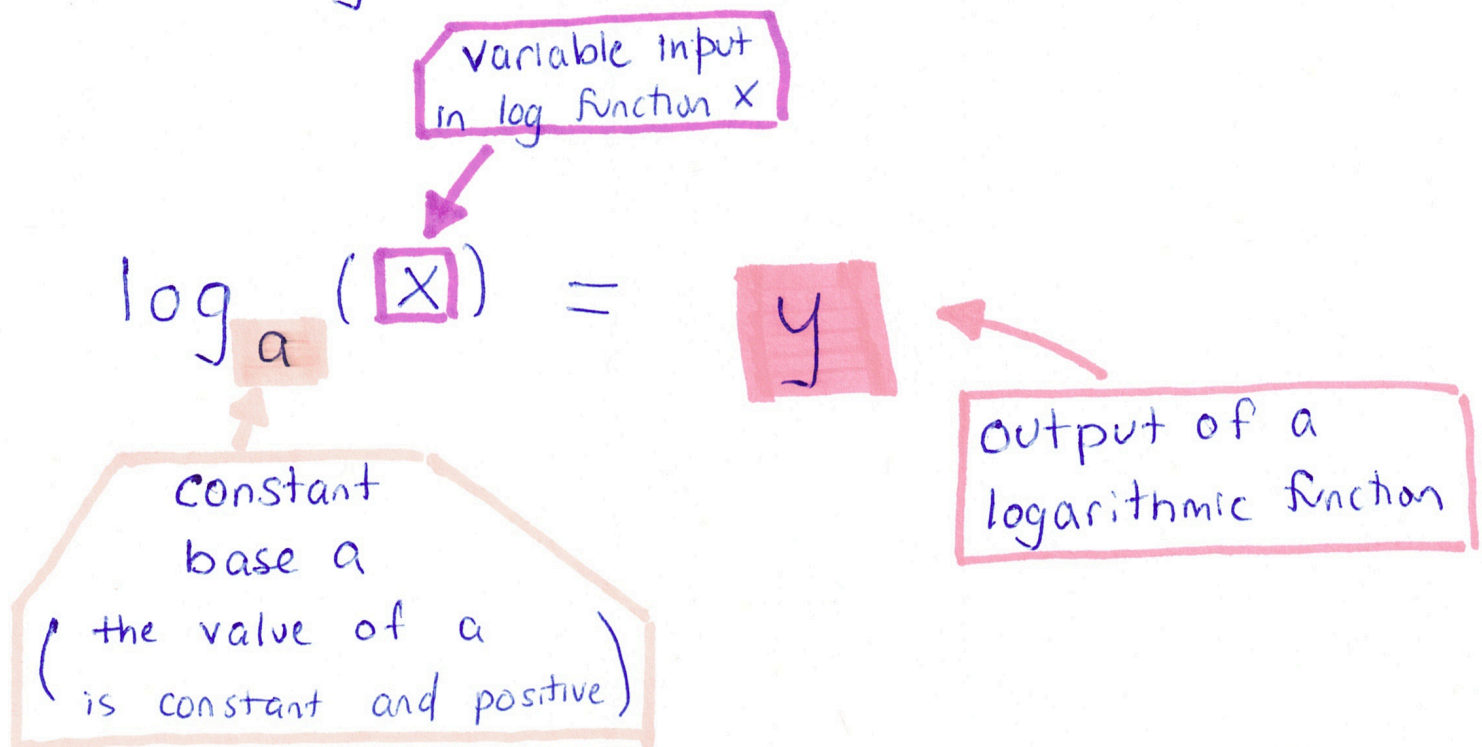 variable input
in log function x
log a (x) = y
output of a
logarithmic function
constant
base a
(the value of a
is constant and positive)